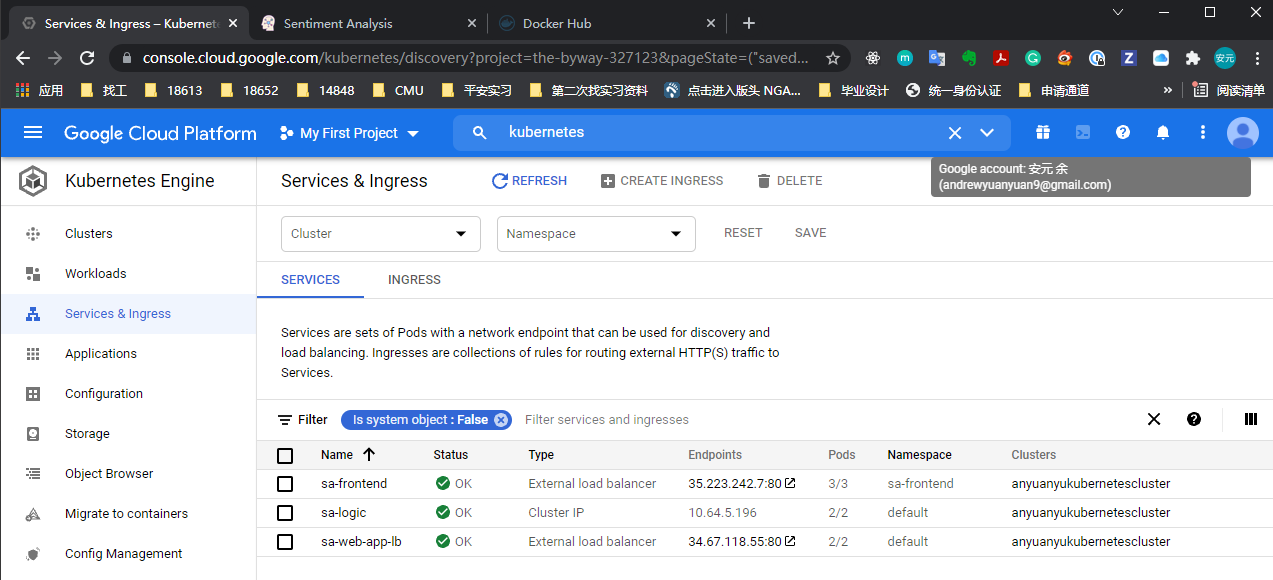 Services & Ingress – Kubernet
Sentiment Analysis
Docker Hub
console.cloud.google.com/kubernetes/discovery?project=the-byway-327123&pageState=("saved...
安元
应用
找工
18613
18652
14848
CMU
平安实习
第二次找实习资料
点击进入版头 NGA...
毕业设计
统一身份认证
申请通道
»
阅读清单
Google Cloud Platform
My First Project
kubernetes
Google account: 安元 余
(andrewyuanyuan9@gmail.com)
Kubernetes Engine
Services & Ingress
REFRESH
CREATE INGRESS
DELETE
Clusters
Workloads
Services & Ingress
Applications
Configuration
Storage
Object Browser
Migrate to containers
Config Management
Cluster
Namespace
RESET
SAVE
SERVICES
INGRESS
Services are sets of Pods with a network endpoint that can be used for discovery and
load balancing. Ingresses are collections of rules for routing external HTTP(S) traffic to
Services.
Filter
Is system object : False
Filter services and ingresses
Name Status Type Endpoints Pods Namespace Clusters
sa-frontend OK External load balancer 35.223.242.7:80 3/3 sa-frontend anyuanyukubernetescluster
sa-logic OK Cluster IP 10.64.5.196 2/2 default anyuanyukubernetescluster
sa-web-app-lb OK External load balancer 34.67.118.55:80 2/2 default anyuanyukubernetescluster